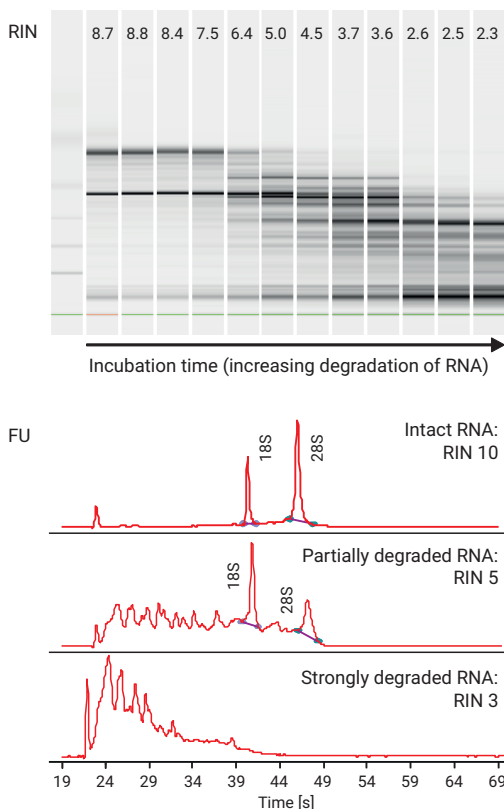 RIN 8.7 8.8 8.4 7.5 6.4 5.0 4.5 3.7 3.6 2.6 2.5 2.3
Incubation time (increasing degradation of RNA)
FU
18S 28S
Intact RNA:
RIN 10
18S 28S
Partially degraded RNA:
RIN 5
Strongly degraded RNA:
RIN 3
19 24 29 34 39 44 49 54 59 64 69
Time [s]